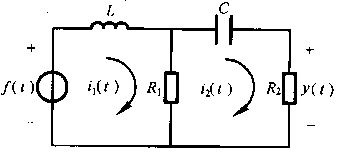 L
C
+
+
f(t)
i₁(t)
R₁
i₂(t)
R₂
y(t)
−
−